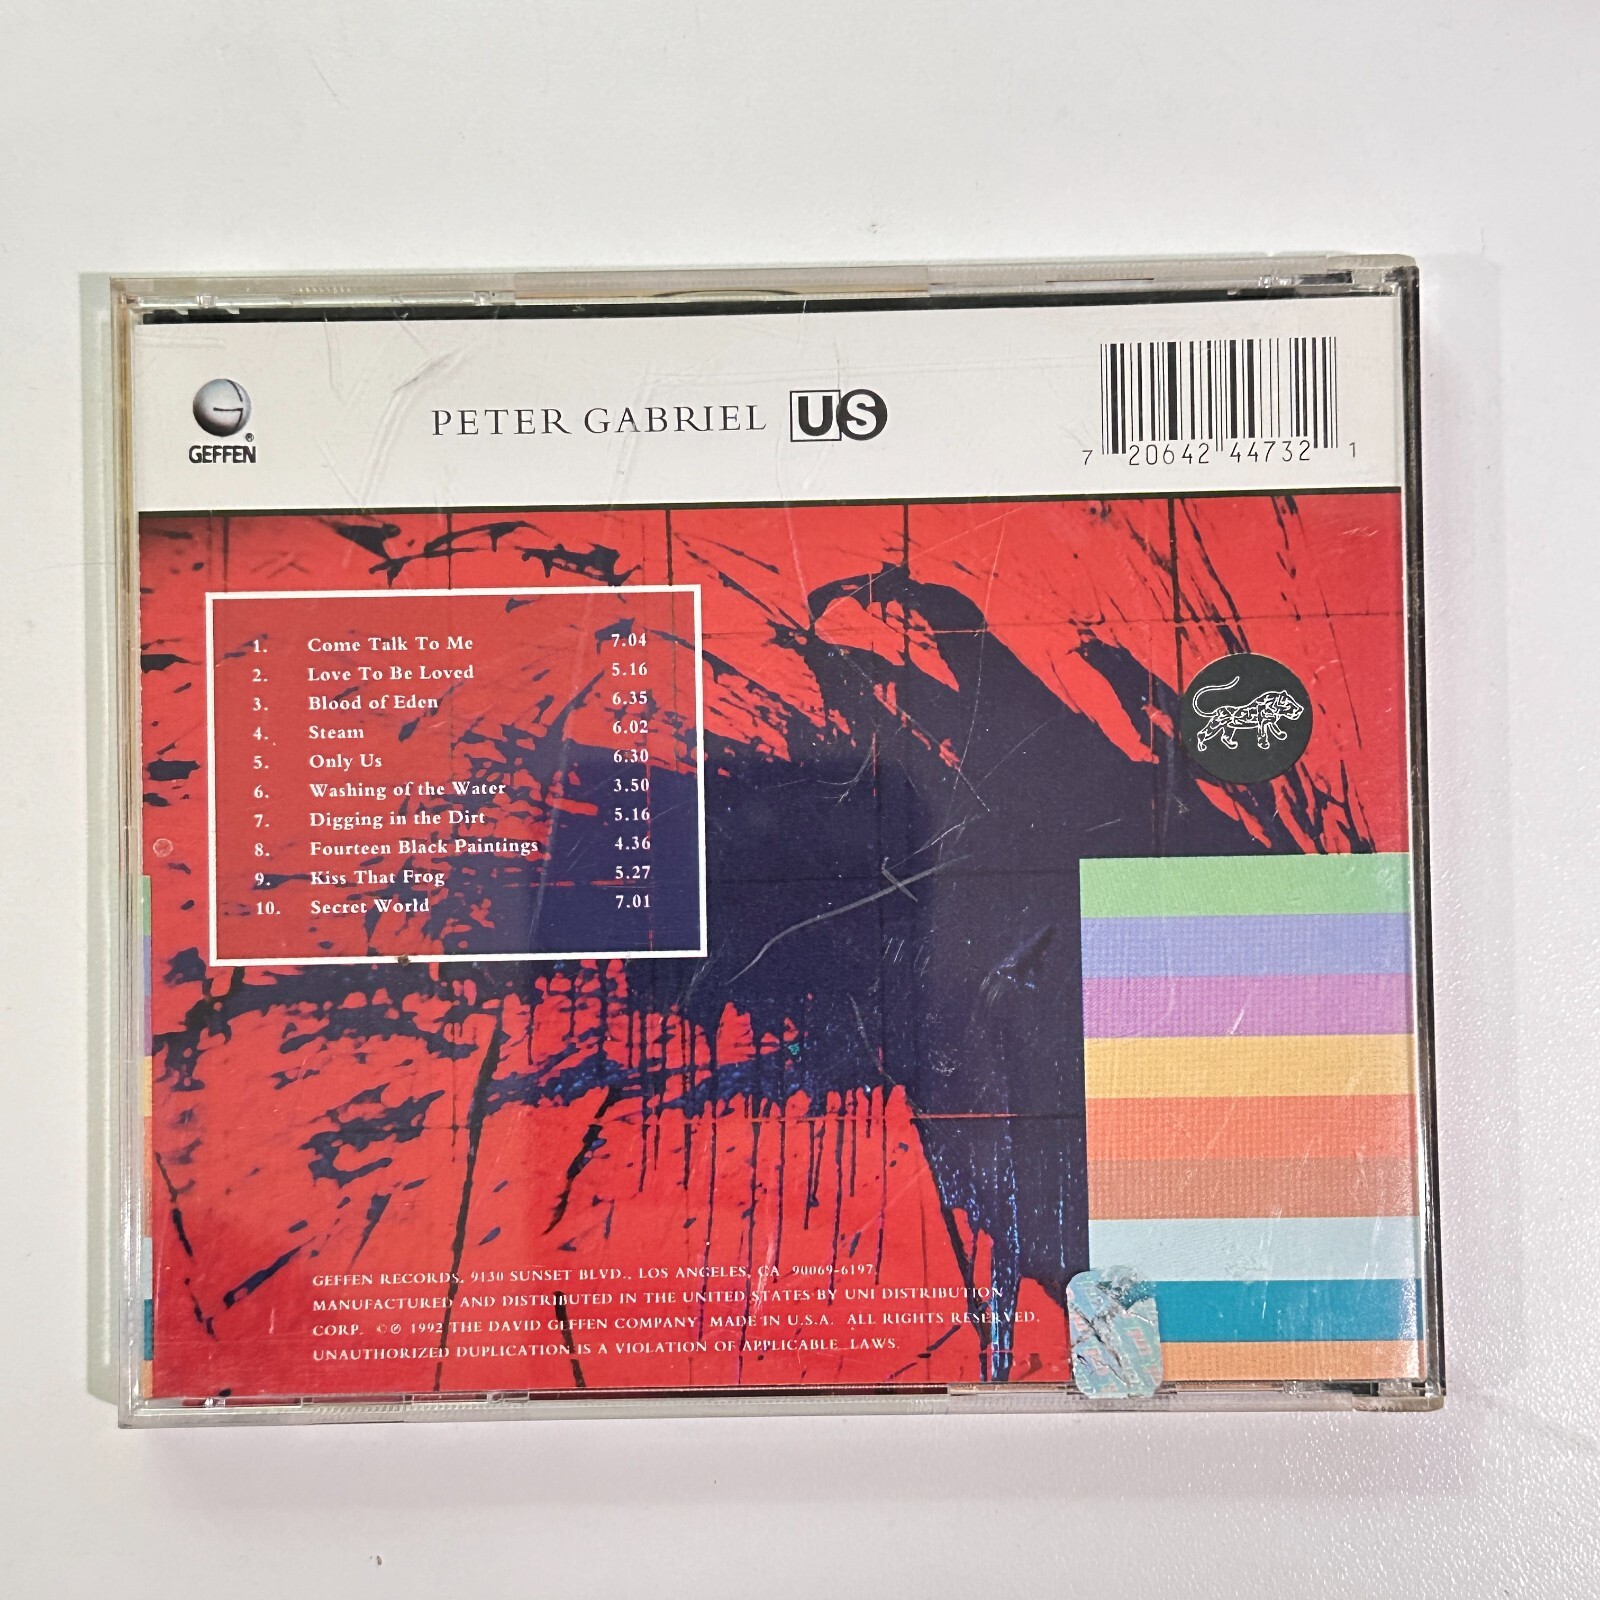 GEFFEN®
PETER GABRIEL US
7 20642 44732 1
1. Come Talk To Me 7.04
2. Love To Be Loved 5.16
3. Blood of Eden 6.35
4. Steam 6.02
5. Only Us 6.30
6. Washing of the Water 3.50
7. Digging in the Dirt 5.16
8. Fourteen Black Paintings 4.36
9. Kiss That Frog 5.27
10. Secret World 7.01
GEFFEN RECORDS, 9130 SUNSET BLVD., LOS ANGELES, CA 90069-6197.
MANUFACTURED AND DISTRIBUTED IN THE UNITED STATES BY UNI DISTRIBUTION
CORP. ©℗ 1992 THE DAVID GEFFEN COMPANY. MADE IN U.S.A. ALL RIGHTS RESERVED.
UNAUTHORIZED DUPLICATION IS A VIOLATION OF APPLICABLE LAWS.